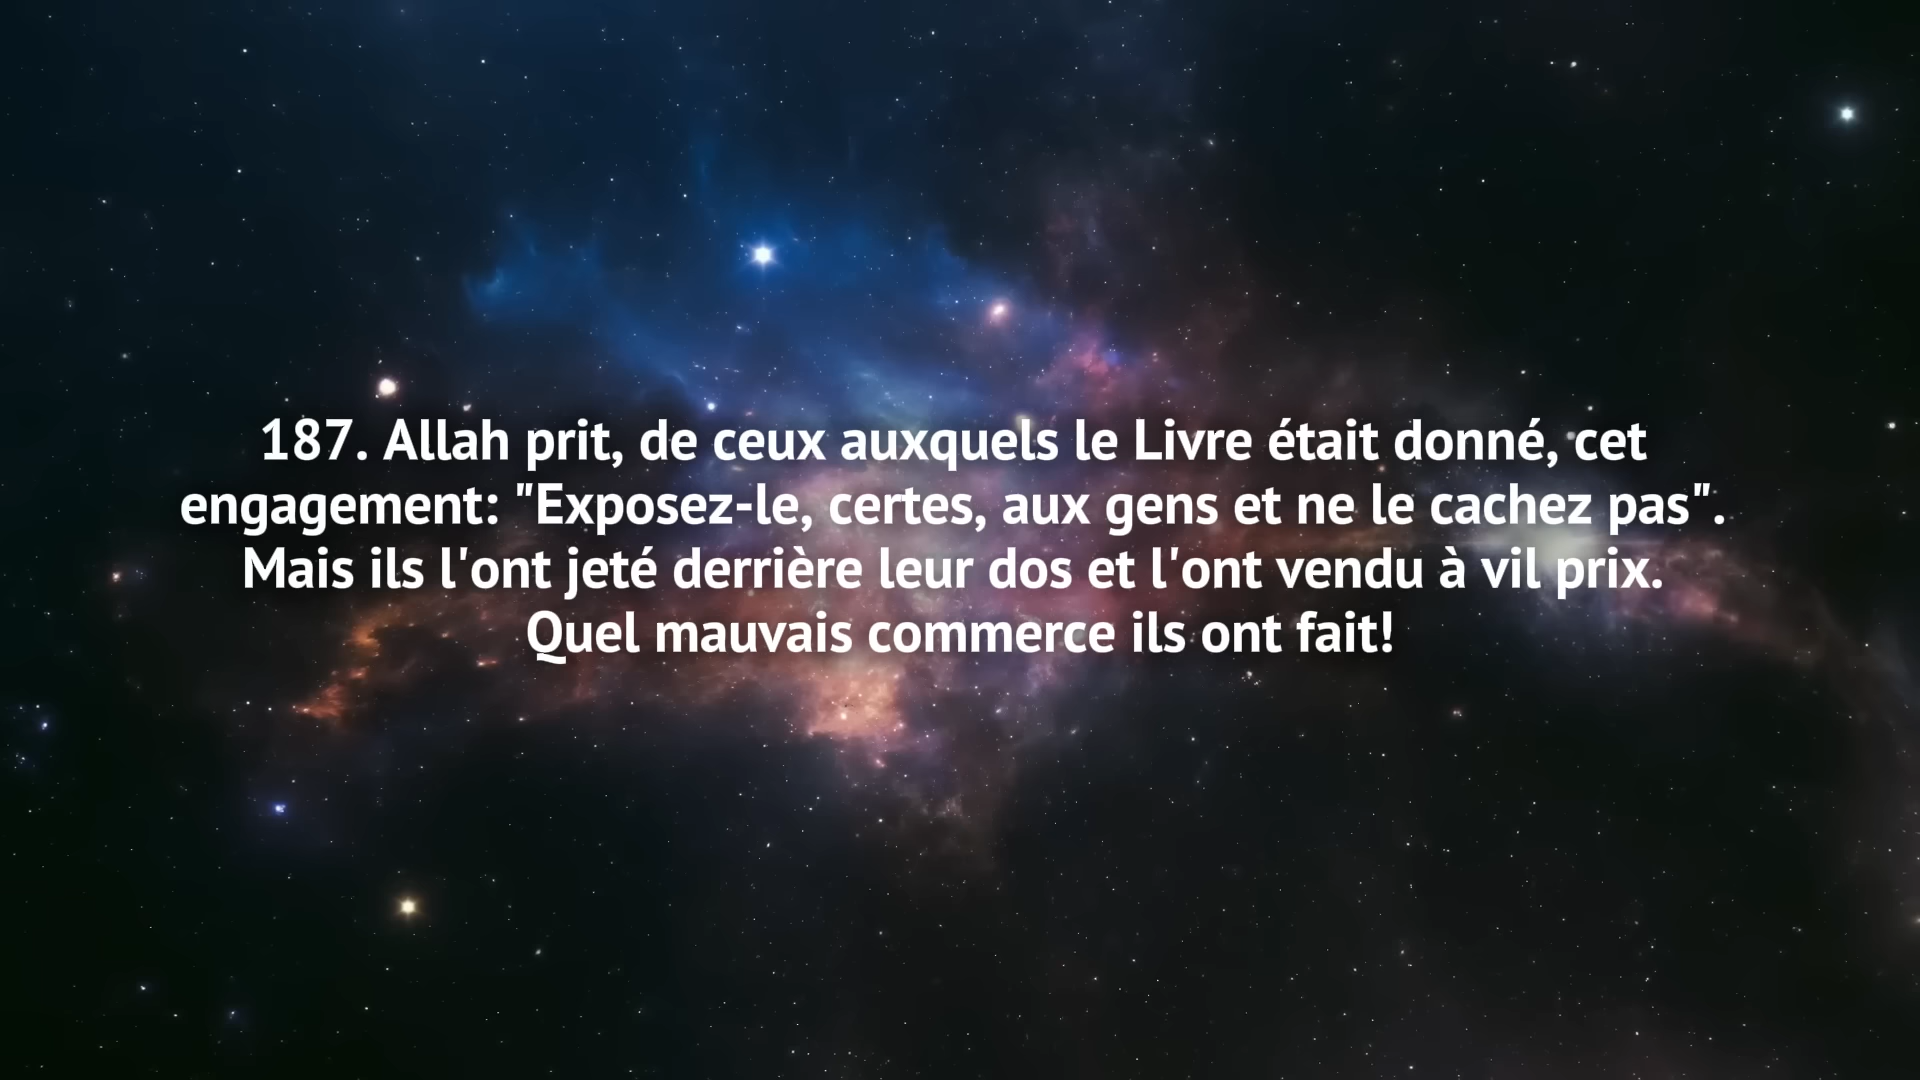 187. Allah prit, de ceux auxquels le Livre était donné, cet
engagement: "Exposez-le, certes, aux gens et ne le cachez pas".
Mais ils l'ont jeté derrière leur dos et l'ont vendu à vil prix.
Quel mauvais commerce ils ont fait!